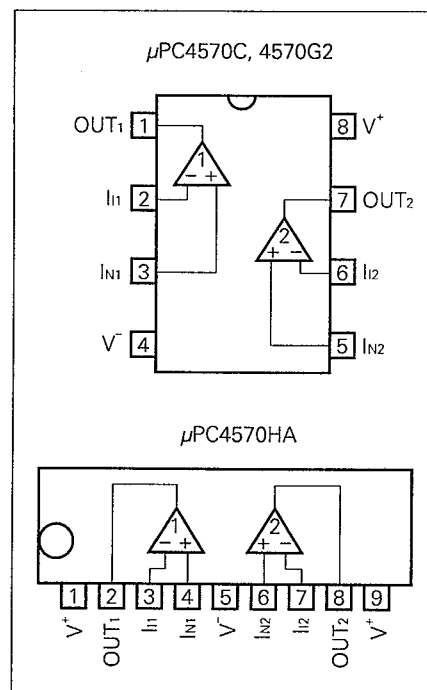 μPC4570C, 4570G2
OUT1 1 8 V+
1
- +
II1 2 7 OUT2
2
+ -
IN1 3 6 II2
V- 4 5 IN2
μPC4570HA
1 2
- + + -
1 2 3 4 5 6 7 8 9
V+ OUT1 II1 IN1 V- IN2 II2 OUT2 V+